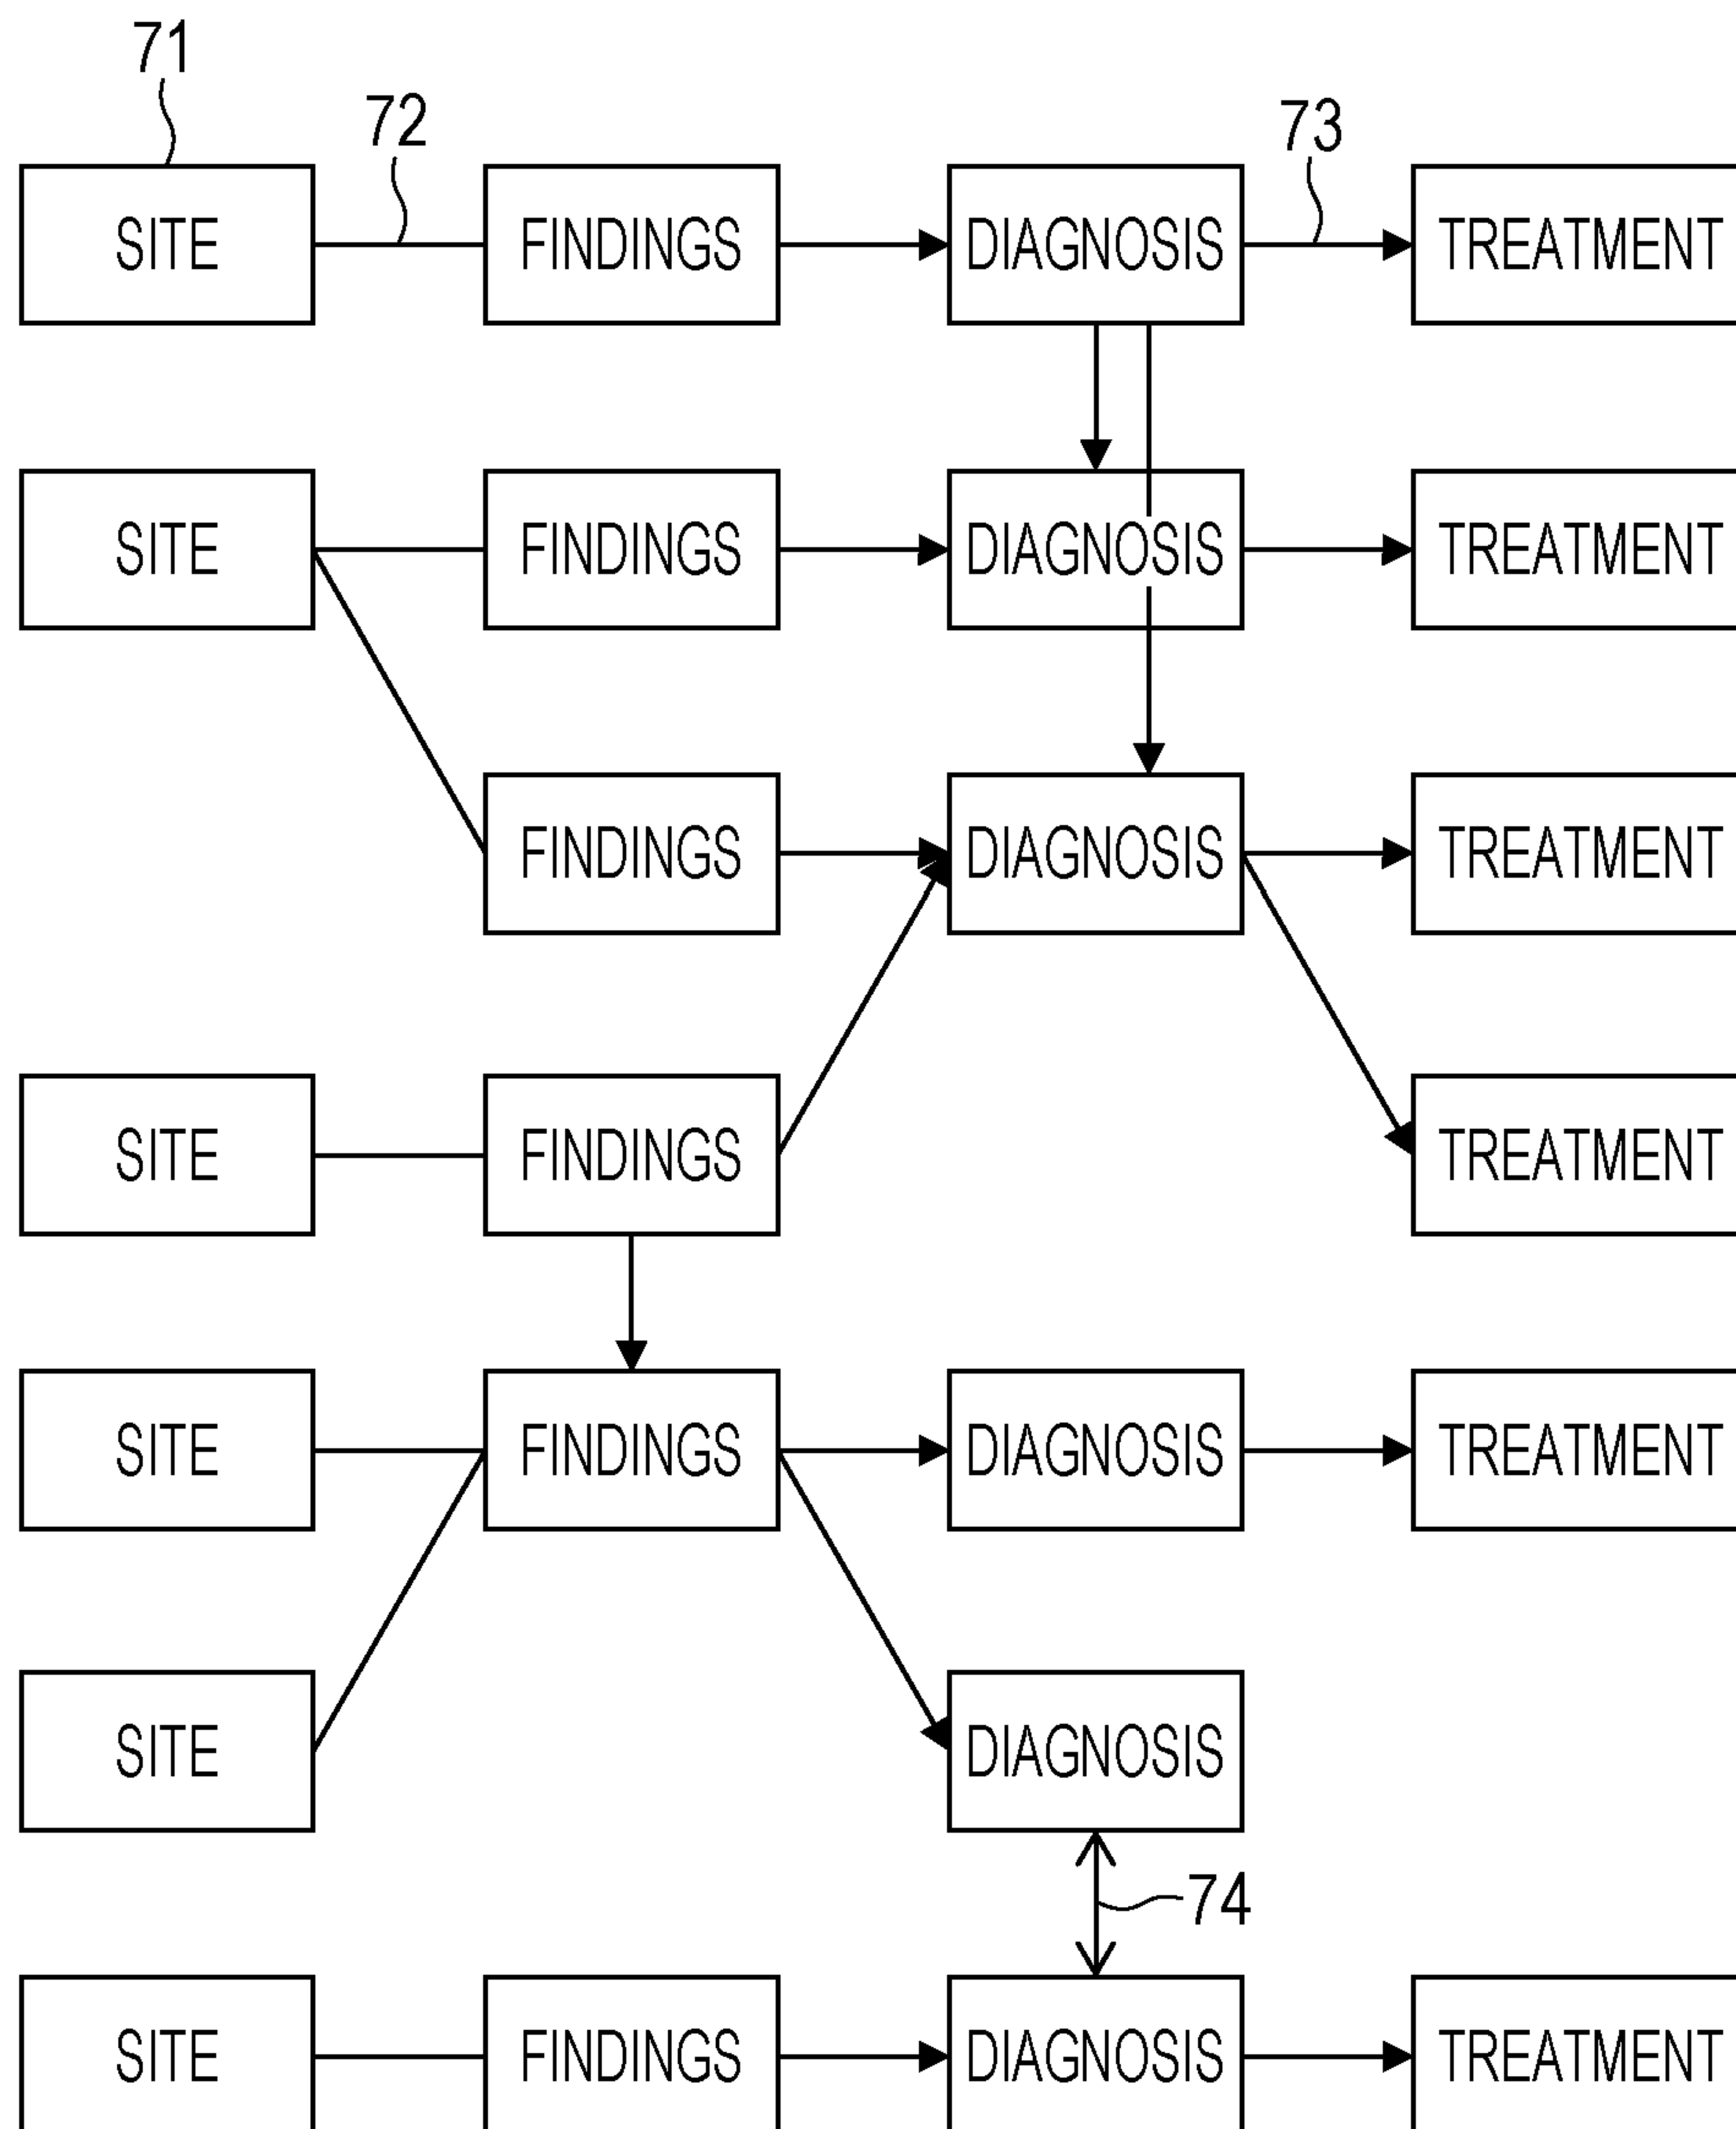 71
72
73
SITE FINDINGS DIAGNOSIS TREATMENT
SITE FINDINGS DIAGNOSIS TREATMENT
FINDINGS DIAGNOSIS TREATMENT
SITE FINDINGS TREATMENT
SITE FINDINGS DIAGNOSIS TREATMENT
SITE DIAGNOSIS
74
SITE FINDINGS DIAGNOSIS TREATMENT